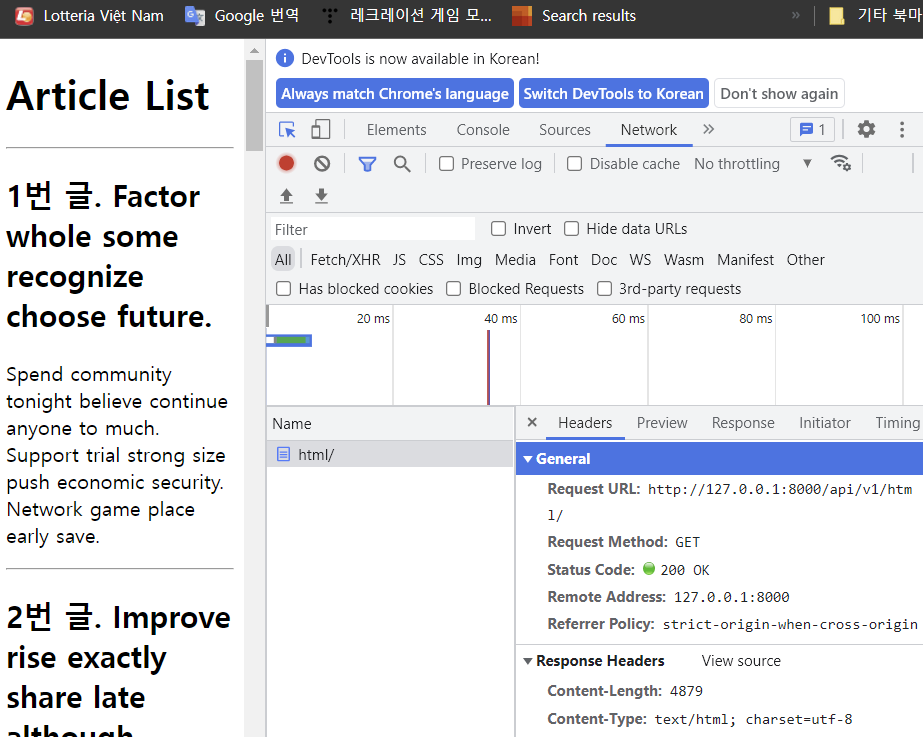 Lotteria Việt Nam
Google 번역
레크레이션 게임 모...
Search results
»
기타 북마
Article List
1번 글. Factor
whole some
recognize
choose future.
Spend community
tonight believe continue
anyone to much.
Support trial strong size
push economic security.
Network game place
early save.
2번 글. Improve
rise exactly
share late
although
DevTools is now available in Korean!
Always match Chrome's language
Switch DevTools to Korean
Don't show again
Elements
Console
Sources
Network
»
1
Preserve log
Disable cache
No throttling
Filter
Invert
Hide data URLs
All
Fetch/XHR
JS
CSS
Img
Media
Font
Doc
WS
Wasm
Manifest
Other
Has blocked cookies
Blocked Requests
3rd-party requests
20 ms
40 ms
60 ms
80 ms
100 ms
Name
html/
×
Headers
Preview
Response
Initiator
Timing
General
Request URL: http://127.0.0.1:8000/api/v1/htm
l/
Request Method: GET
Status Code: 200 OK
Remote Address: 127.0.0.1:8000
Referrer Policy: strict-origin-when-cross-origin
Response Headers
View source
Content-Length: 4879
Content-Type: text/html; charset=utf-8